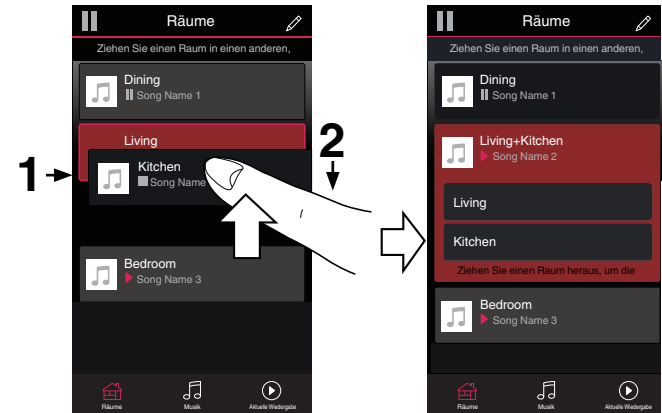 Räume
Ziehen Sie einen Raum in einen anderen,
Dining
Song Name 1
Living
Kitchen
Song Name
1
2
Bedroom
Song Name 3
Räume
Musik
Aktuelle Wiedergabe
Räume
Ziehen Sie einen Raum in einen anderen,
Dining
Song Name 1
Living+Kitchen
Song Name 2
Living
Kitchen
Ziehen Sie einen Raum heraus, um die
Bedroom
Song Name 3
Räume
Musik
Aktuelle Wiedergabe